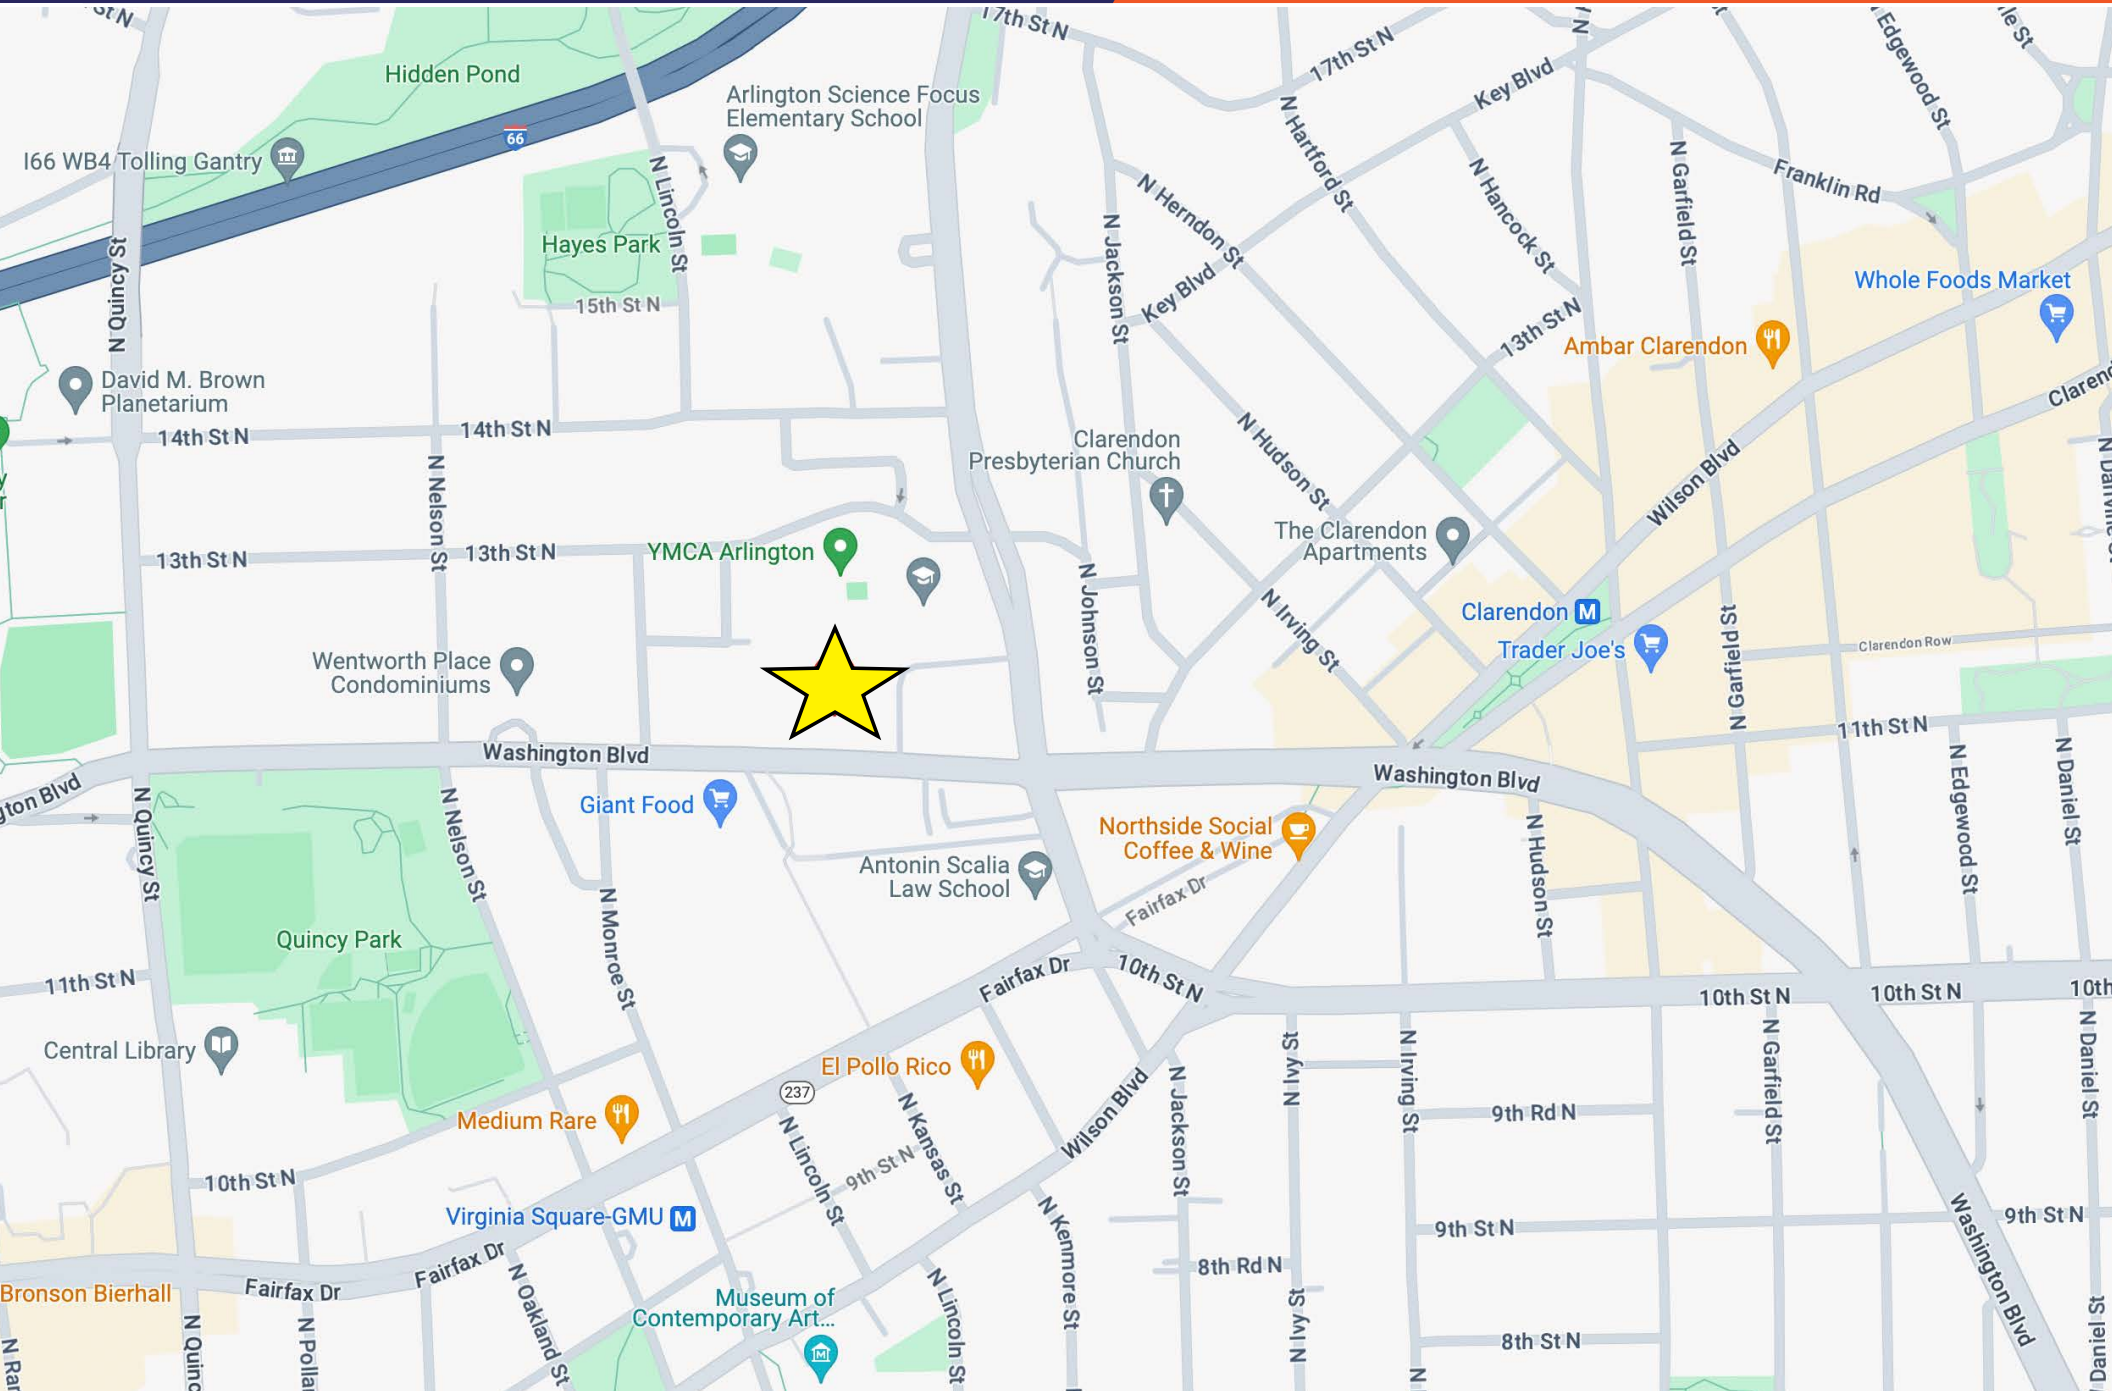 St N
17th St N
17th St N
Key Blvd
N Edgewood St
Hidden Pond
Arlington Science Focus
Elementary School
66
I66 WB4 Tolling Gantry
N Lincoln St
N Hartford St
N Hancock St
N Garfield St
Franklin Rd
N Herndon St
Hayes Park
15th St N
N Quincy St
N Jackson St
Key Blvd
13th St N
Whole Foods Market
Ambar Clarendon
David M. Brown
Planetarium
14th St N
14th St N
Clarendon
Presbyterian Church
N Hudson St
Wilson Blvd
N Nelson St
13th St N
13th St N
YMCA Arlington
The Clarendon
Apartments
N Johnson St
N Irving St
Clarendon M
Trader Joe's
N Garfield St
Clarendon Row
Wentworth Place
Condominiums
Washington Blvd
Washington Blvd
11th St N
N Edgewood St
N Daniel St
gton Blvd
N Quincy St
N Nelson St
Giant Food
Northside Social
Coffee & Wine
N Hudson St
Antonin Scalia
Law School
Fairfax Dr
N Monroe St
Quincy Park
11th St N
Fairfax Dr
10th St N
10th St N
10th St N
10th
Central Library
El Pollo Rico
237
Medium Rare
N Kansas St
N Lincoln St
9th St N
Wilson Blvd
N Jackson St
N Ivy St
N Irving St
9th Rd N
N Garfield St
N Daniel St
10th St N
Virginia Square-GMU M
N Kenmore St
9th St N
9th St N
Washington Blvd
Fairfax Dr
Fairfax Dr
Bronson Bierhall
N Oakland St
8th Rd N
N Ivy St
Museum of
Contemporary Art...
N Lincoln St
8th St N
N Quinc
N Polla
N Ra
N
Daniel St